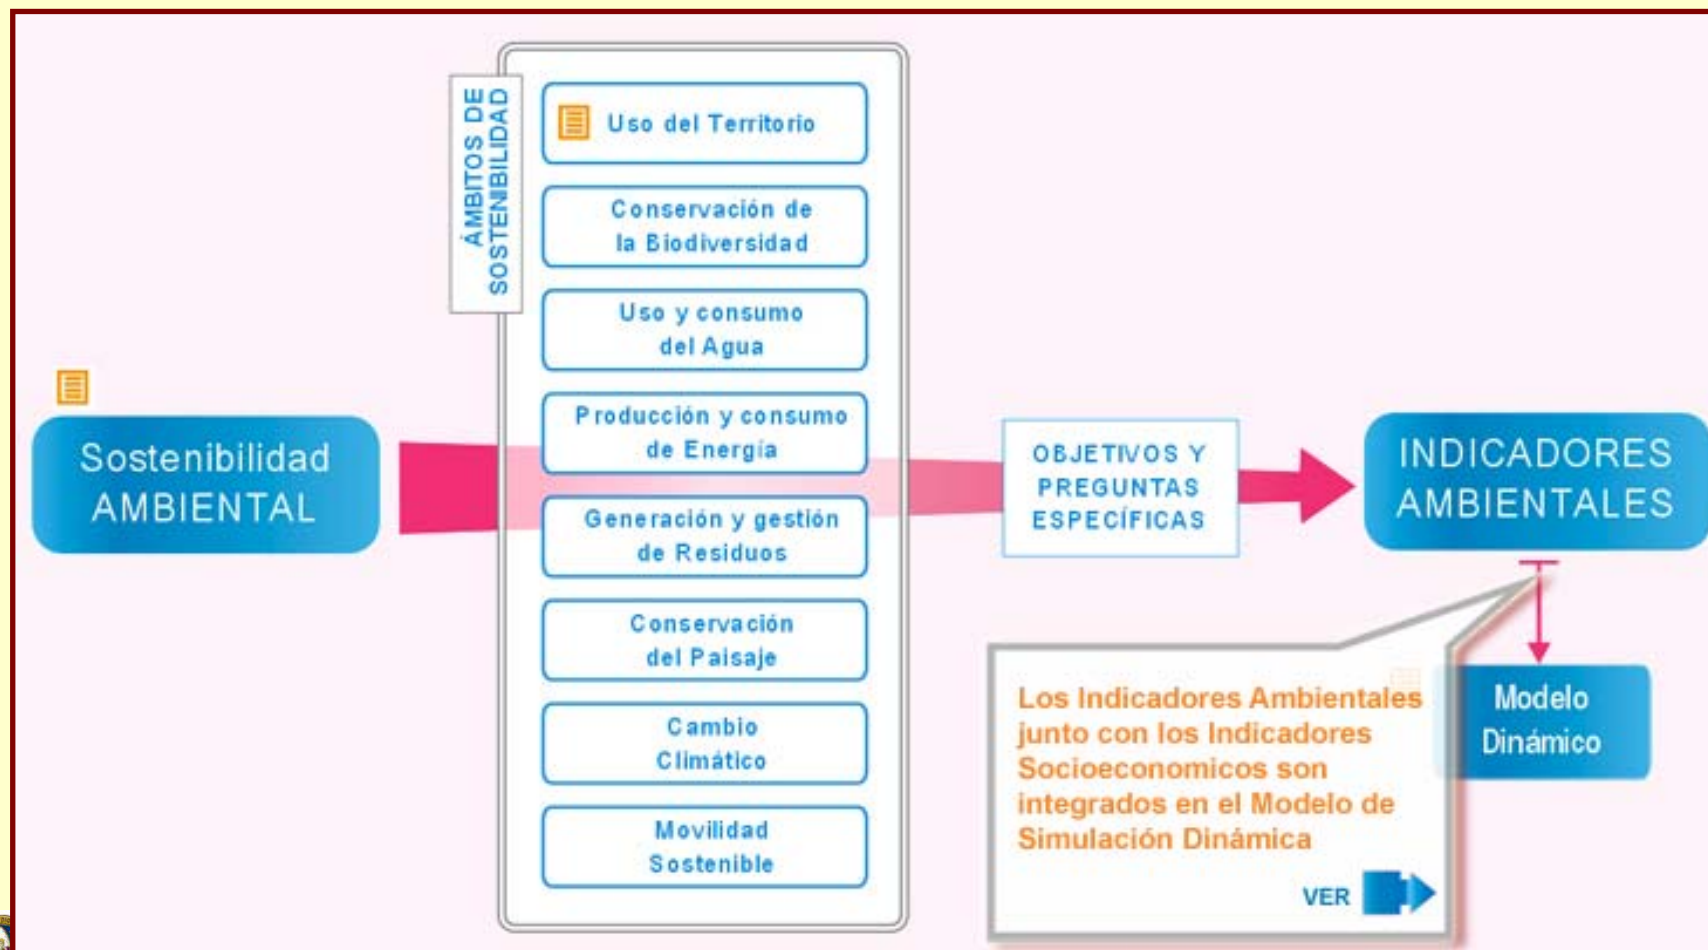 ÁMBITOS DE
SOSTENIBILIDAD
Uso del Territorio
Conservación de
la Biodiversidad
Uso y consumo
del Agua
Producción y consumo
de Energía
Generación y gestión
de Residuos
Conservación
del Paisaje
Cambio
Climático
Movilidad
Sostenible
Sostenibilidad
AMBIENTAL
OBJETIVOS Y
PREGUNTAS
ESPECÍFICAS
INDICADORES
AMBIENTALES
Los Indicadores Ambientales
junto con los Indicadores
Socioeconomicos son
integrados en el Modelo de
Simulación Dinámica
VER
Modelo
Dinámico